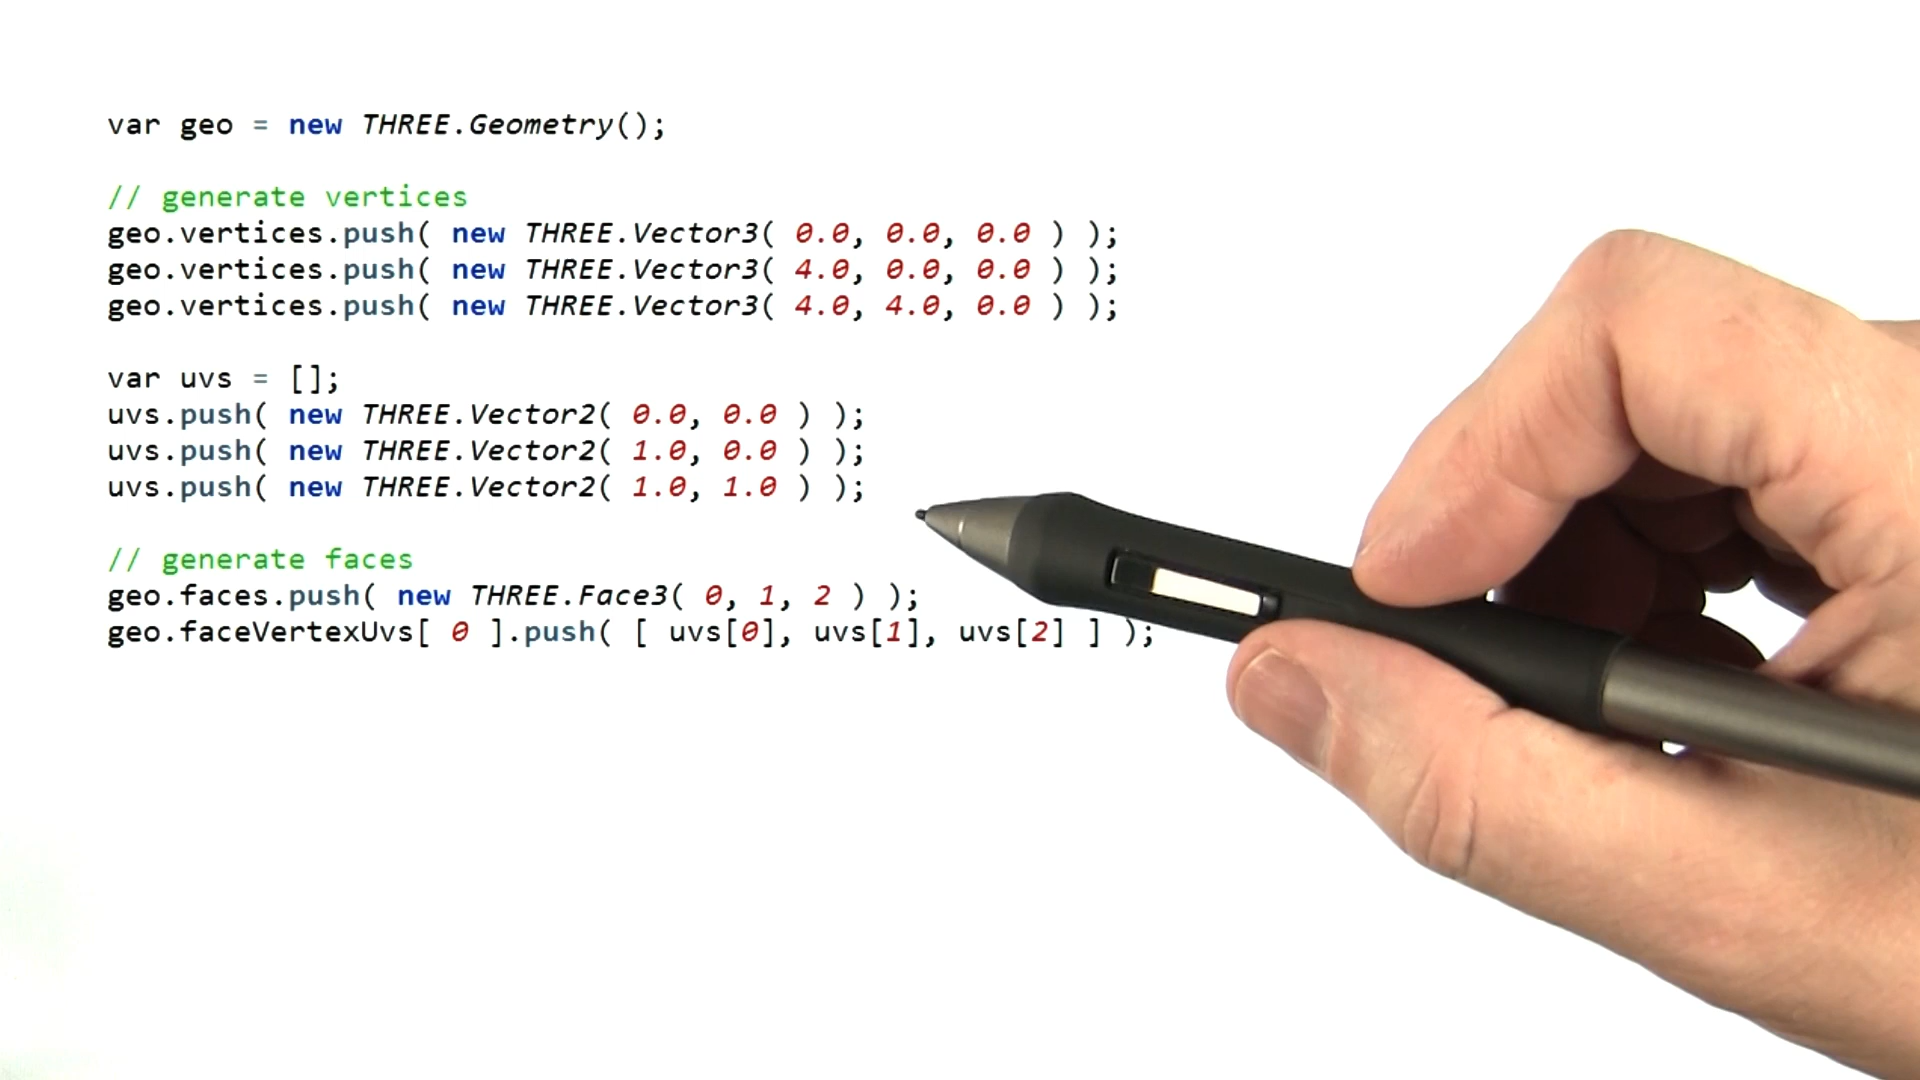 var geo = new THREE.Geometry();
// generate vertices
geo.vertices.push( new THREE.Vector3( 0.0, 0.0, 0.0 ) );
geo.vertices.push( new THREE.Vector3( 4.0, 0.0, 0.0 ) );
geo.vertices.push( new THREE.Vector3( 4.0, 4.0, 0.0 ) );
var uvs = [];
uvs.push( new THREE.Vector2( 0.0, 0.0 ) );
uvs.push( new THREE.Vector2( 1.0, 0.0 ) );
uvs.push( new THREE.Vector2( 1.0, 1.0 ) );
// generate faces
geo.faces.push( new THREE.Face3( 0, 1, 2 ) );
geo.faceVertexUvs[ 0 ].push( [ uvs[0], uvs[1], uvs[2] ] );